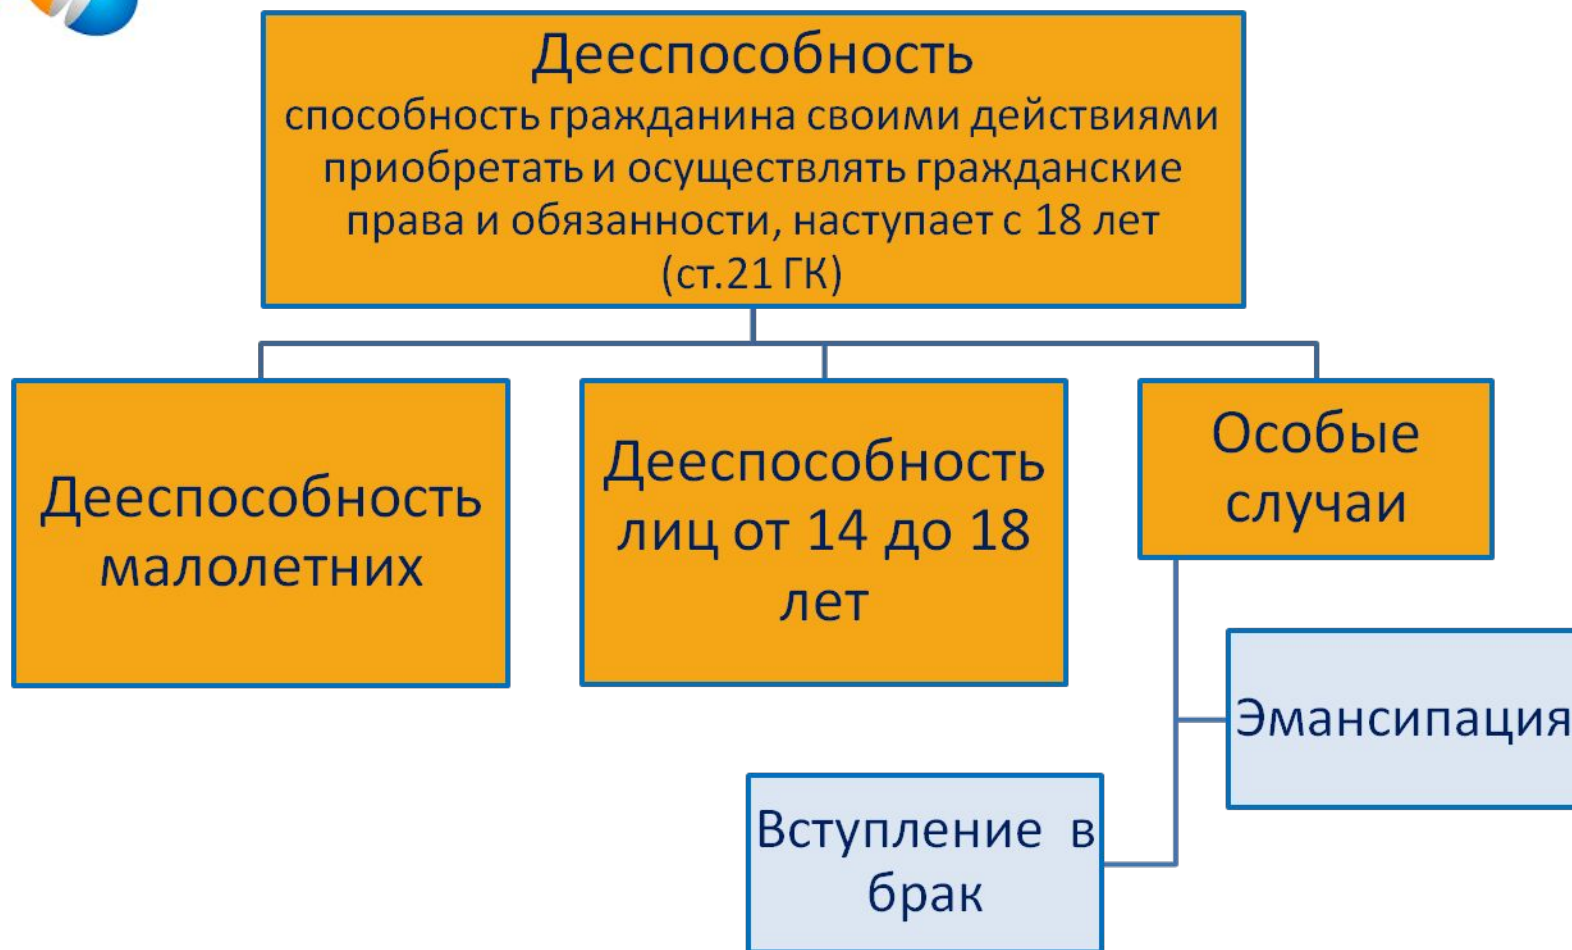 Дееспособность
способность гражданина своими действиями
приобретать и осуществлять гражданские
права и обязанности, наступает с 18 лет
(ст.21 ГК)
Дееспособность
малолетних
Дееспособность
лиц от 14 до 18
лет
Особые
случаи
Эмансипация
Вступление в
брак